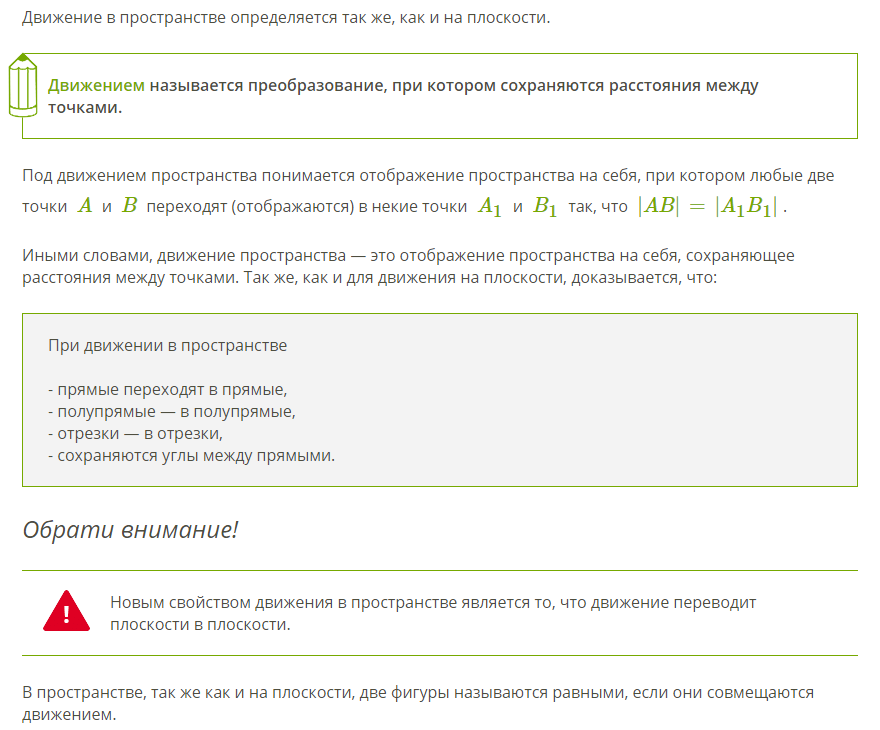 Движение в пространстве определяется так же, как и на плоскости.
Движением называется преобразование, при котором сохраняются расстояния между
точками.
Под движением пространства понимается отображение пространства на себя, при котором любые две
точки A и B переходят (отображаются) в некие точки A₁ и B₁ так, что |AB| = |A₁B₁| .
Иными словами, движение пространства — это отображение пространства на себя, сохраняющее
расстояния между точками. Так же, как и для движения на плоскости, доказывается, что:
При движении в пространстве
- прямые переходят в прямые,
- полупрямые — в полупрямые,
- отрезки — в отрезки,
- сохраняются углы между прямыми.
Обрати внимание!
Новым свойством движения в пространстве является то, что движение переводит
плоскости в плоскости.
В пространстве, так же как и на плоскости, две фигуры называются равными, если они совмещаются
движением.